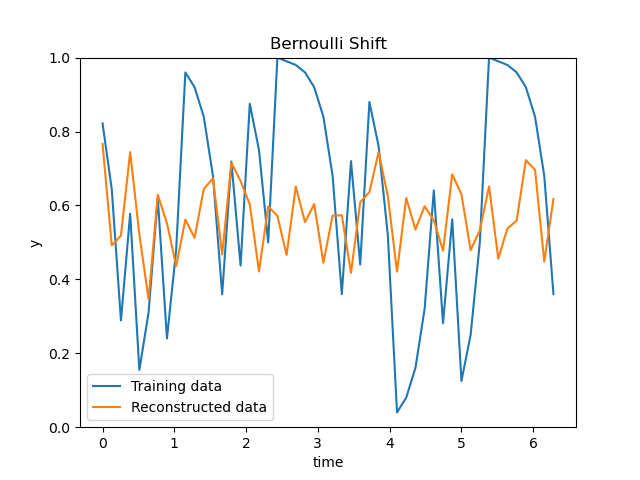 Bernoulli Shift
1.0
0.8
0.6
0.4
0.2
0.0
y
Training data
Reconstructed data
0 1 2 3 4 5 6
time